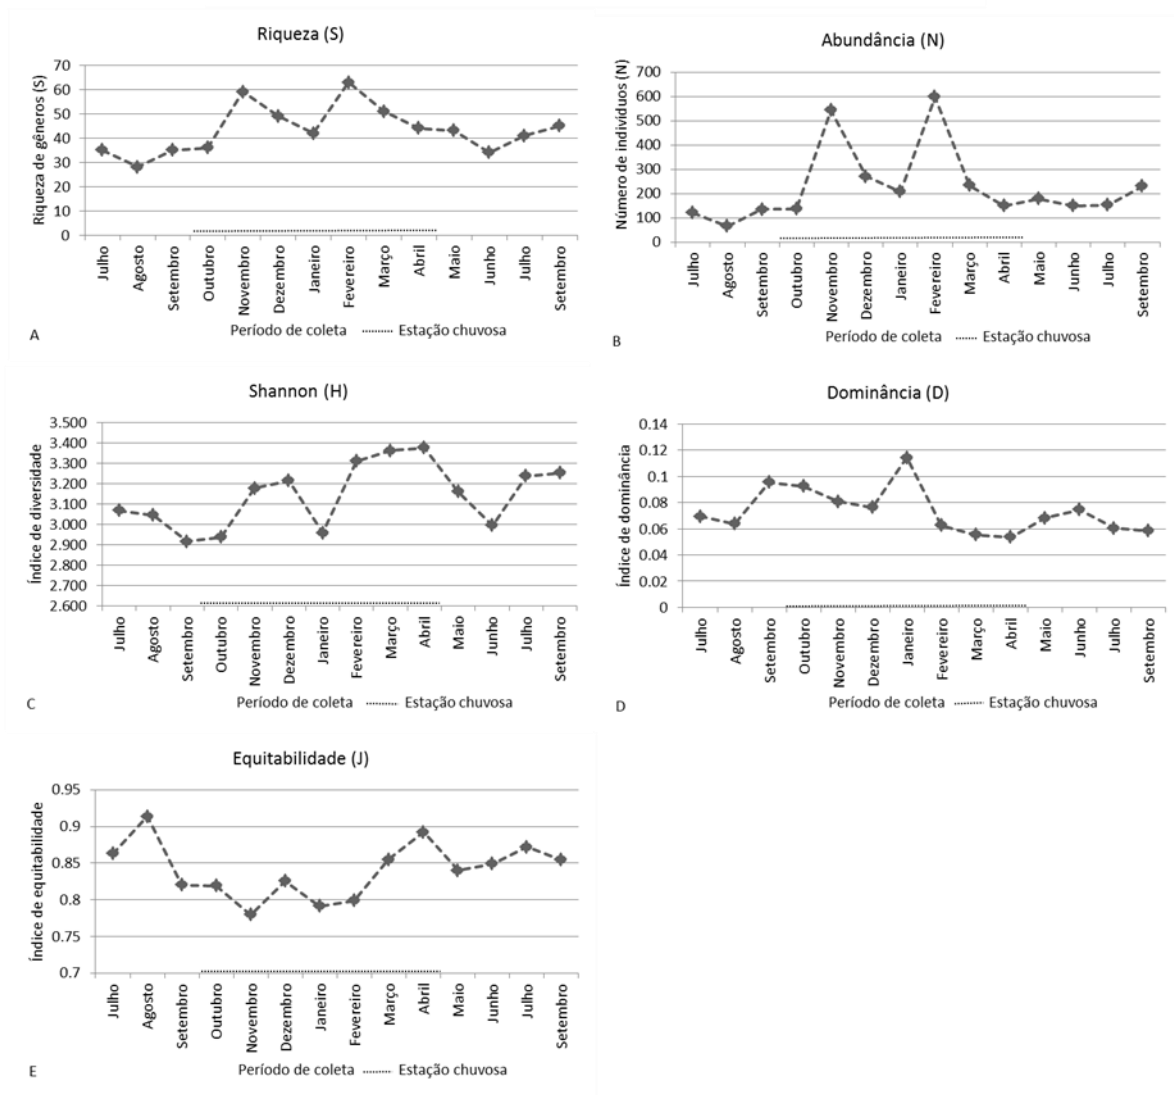 Riqueza (S)
Riqueza de gêneros (S)
70
60
50
40
30
20
10
0
Julho
Agosto
Setembro
Outubro
Novembro
Dezembro
Janeiro
Fevereiro
Março
Abril
Maio
Junho
Julho
Setembro
Período de coleta
Estação chuvosa
A
Abundância (N)
Número de indivíduos (N)
700
600
500
400
300
200
100
0
Julho
Agosto
Setembro
Outubro
Novembro
Dezembro
Janeiro
Fevereiro
Março
Abril
Maio
Junho
Julho
Setembro
Período de coleta
Estação chuvosa
B
Shannon (H)
Índice de diversidade
3.500
3.400
3.300
3.200
3.100
3.000
2.900
2.800
2.700
2.600
Julho
Agosto
Setembro
Outubro
Novembro
Dezembro
Janeiro
Fevereiro
Março
Abril
Maio
Junho
Julho
Setembro
Período de coleta
Estação chuvosa
C
Dominância (D)
Índice de dominância
0.14
0.12
0.1
0.08
0.06
0.04
0.02
0
Julho
Agosto
Setembro
Outubro
Novembro
Dezembro
Janeiro
Fevereiro
Março
Abril
Maio
Junho
Julho
Setembro
Período de coleta
Estação chuvosa
D
Equitabilidade (J)
Índice de equitabilidade
0.95
0.9
0.85
0.8
0.75
0.7
Julho
Agosto
Setembro
Outubro
Novembro
Dezembro
Janeiro
Fevereiro
Março
Abril
Maio
Junho
Julho
Setembro
Período de coleta
Estação chuvosa
E